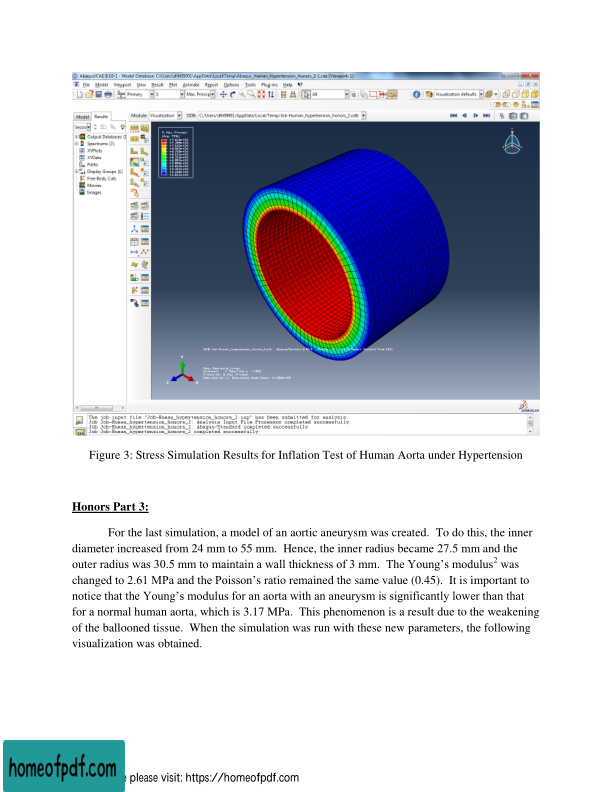 Abaqus/CAE 6.10-1 - Model Database: C:\Users\ [Viewport: 1]
File Model Viewport View Result Plot Animate Report Options Tools Plug-ins Help
Primary S Max. Princip All Visualization defaults
Model Results Module: Visualization ODB: C:/Users/ /AppData/Local/Temp/Job-Human_hypertension_honors_2.odb
Output Databases
Spectrums (7)
XYPlots
XYData
Paths
Display Groups
Free Body Cuts
Movies
Images
S, Max. Principal
The job input file "Job-Human_hypertension_honors_2.inp" has been submitted for analysis.
Job Job-Human_hypertension_honors_2: Analysis Input File Processor completed successfully.
Job Job-Human_hypertension_honors_2: Abaqus/Standard completed successfully.
Job Job-Human_hypertension_honors_2 completed successfully.
Figure 3: Stress Simulation Results for Inflation Test of Human Aorta under Hypertension
Honors Part 3:
For the last simulation, a model of an aortic aneurysm was created. To do this, the inner
diameter increased from 24 mm to 55 mm. Hence, the inner radius became 27.5 mm and the
outer radius was 30.5 mm to maintain a wall thickness of 3 mm. The Young's modulus2 was
changed to 2.61 MPa and the Poisson's ratio remained the same value (0.45). It is important to
notice that the Young's modulus for an aorta with an aneurysm is significantly lower than that
for a normal human aorta, which is 3.17 MPa. This phenomenon is a result due to the weakening
of the ballooned tissue. When the simulation was run with these new parameters, the following
visualization was obtained.
homeofpdf.com
please visit: https://homeofpdf.com